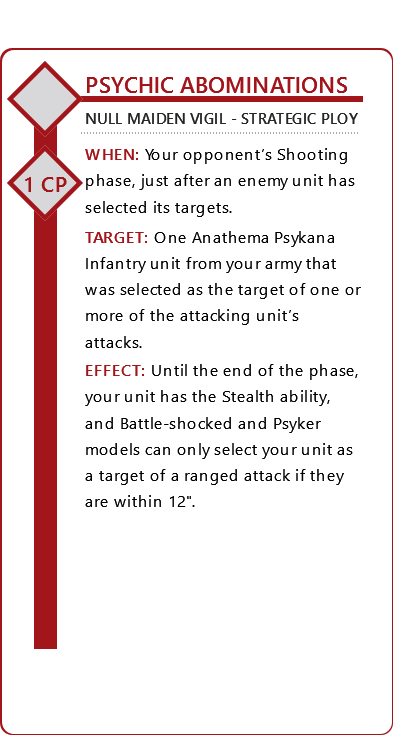 PSYCHIC ABOMINATIONS
NULL MAIDEN VIGIL - STRATEGIC PLOY
1 CP
WHEN: Your opponent's Shooting
phase, just after an enemy unit has
selected its targets.
TARGET: One Anathema Psykana
Infantry unit from your army that
was selected as the target of one or
more of the attacking unit's
attacks.
EFFECT: Until the end of the phase,
your unit has the Stealth ability,
and Battle-shocked and Psyker
models can only select your unit as
a target of a ranged attack if they
are within 12".